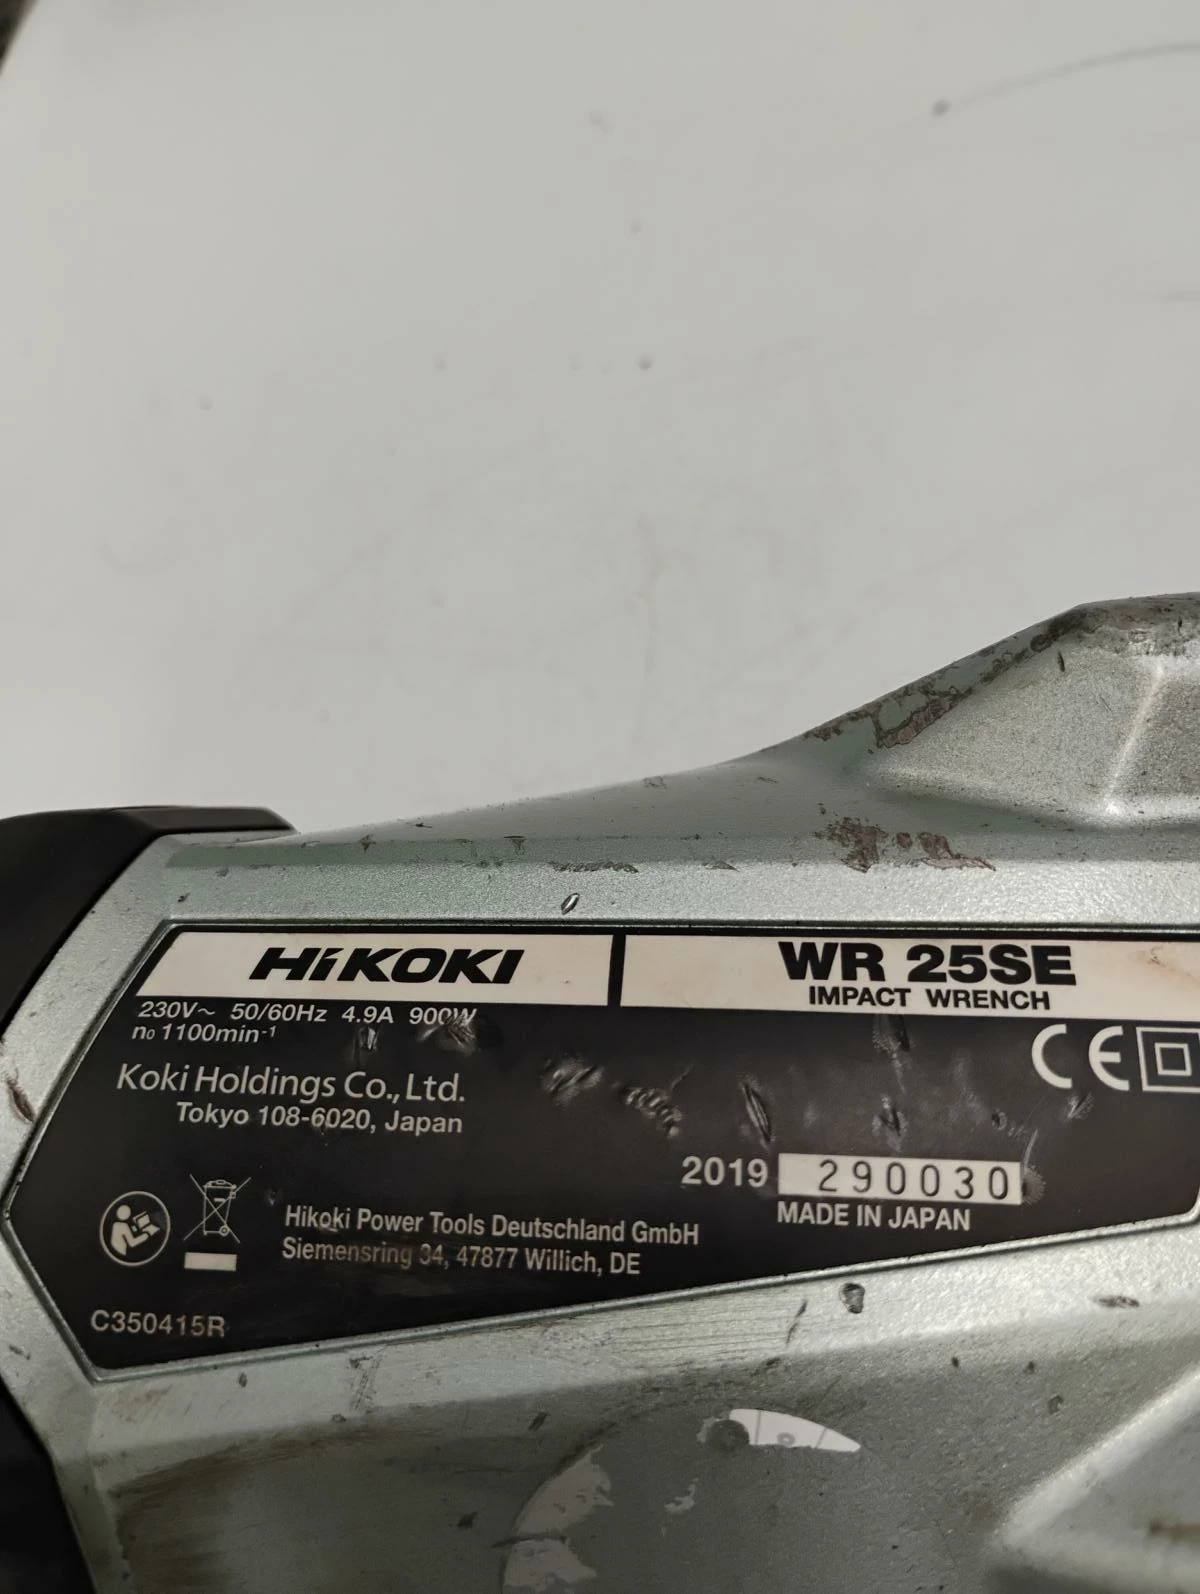 HiKOKI
WR 25SE
IMPACT WRENCH
230V~ 50/60Hz 4.9A 900W
n₀ 1100min⁻¹
CE
Koki Holdings Co., Ltd.
Tokyo 108-6020, Japan
2019 290030
MADE IN JAPAN
Hikoki Power Tools Deutschland GmbH
Siemensring 34, 47877 Willich, DE
C350415R